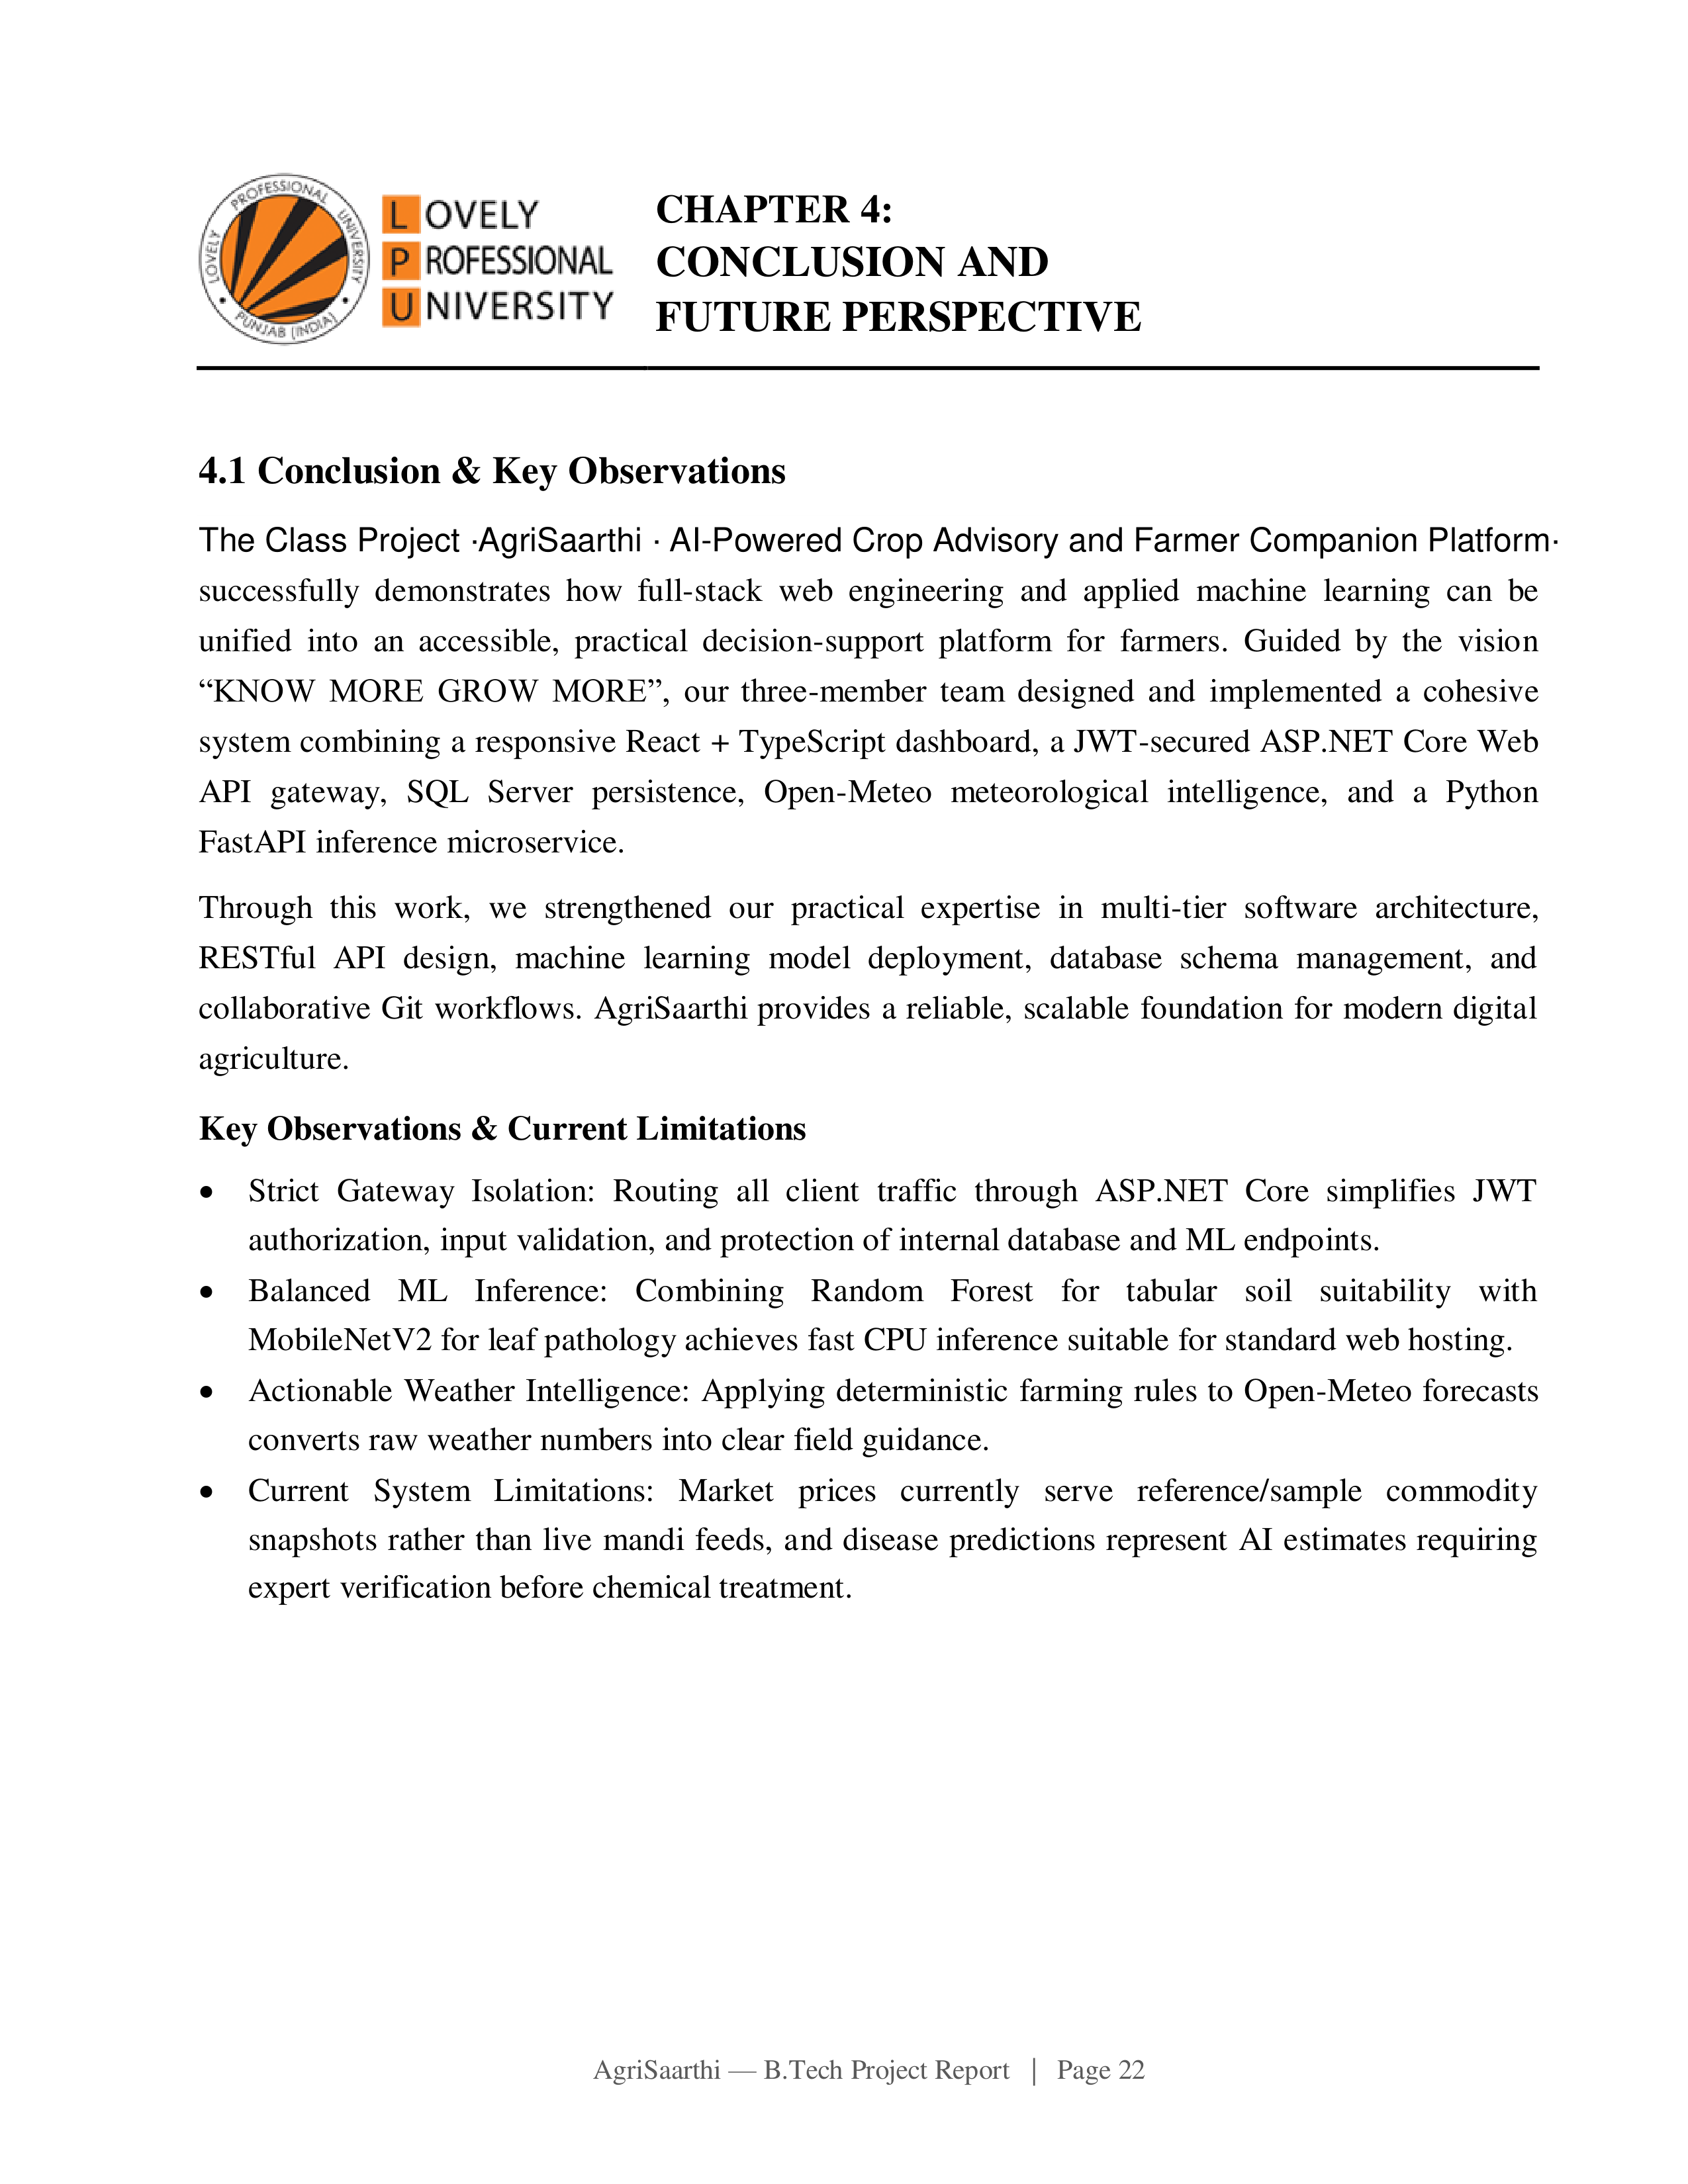 LOVELY PROFESSIONAL UNIVERSITY
PUNJAB (INDIA)
LOVELY
PROFESSIONAL
UNIVERSITY
CHAPTER 4:
CONCLUSION AND
FUTURE PERSPECTIVE
4.1 Conclusion & Key Observations
The Class Project ·AgriSaarthi · AI-Powered Crop Advisory and Farmer Companion Platform·
successfully demonstrates how full-stack web engineering and applied machine learning can be
unified into an accessible, practical decision-support platform for farmers. Guided by the vision
“KNOW MORE GROW MORE”, our three-member team designed and implemented a cohesive
system combining a responsive React + TypeScript dashboard, a JWT-secured ASP.NET Core Web
API gateway, SQL Server persistence, Open-Meteo meteorological intelligence, and a Python
FastAPI inference microservice.
Through this work, we strengthened our practical expertise in multi-tier software architecture,
RESTful API design, machine learning model deployment, database schema management, and
collaborative Git workflows. AgriSaarthi provides a reliable, scalable foundation for modern digital
agriculture.
Key Observations & Current Limitations
• Strict Gateway Isolation: Routing all client traffic through ASP.NET Core simplifies JWT
authorization, input validation, and protection of internal database and ML endpoints.
• Balanced ML Inference: Combining Random Forest for tabular soil suitability with
MobileNetV2 for leaf pathology achieves fast CPU inference suitable for standard web hosting.
• Actionable Weather Intelligence: Applying deterministic farming rules to Open-Meteo forecasts
converts raw weather numbers into clear field guidance.
• Current System Limitations: Market prices currently serve reference/sample commodity
snapshots rather than live mandi feeds, and disease predictions represent AI estimates requiring
expert verification before chemical treatment.
AgriSaarthi — B.Tech Project Report | Page 22